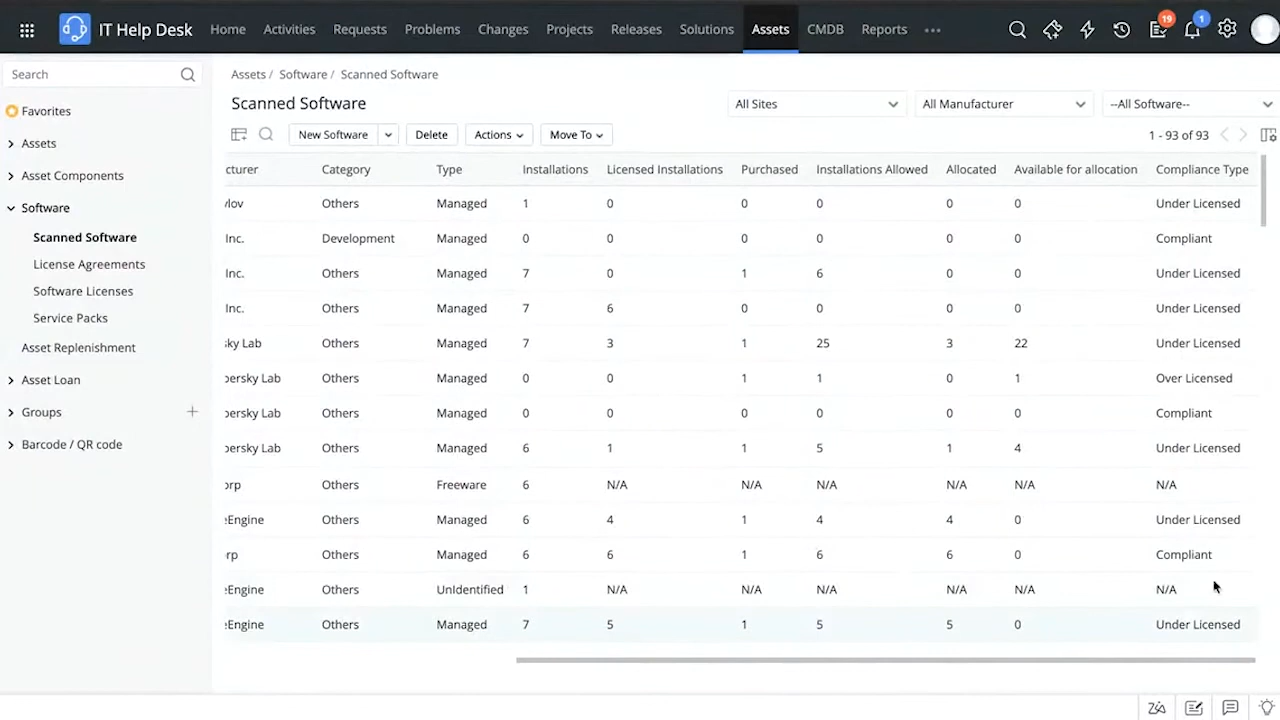 IT Help Desk Home Activities Requests Problems Changes Projects Releases Solutions Assets CMDB Reports 19 1
Search
Favorites
Assets
Asset Components
Software
Scanned Software
License Agreements
Software Licenses
Service Packs
Asset Replenishment
Asset Loan
Groups
Barcode / QR code
Assets / Software / Scanned Software
Scanned Software All Sites All Manufacturer --All Software--
New Software Delete Actions Move To 1 - 93 of 93
cturer Category Type Installations Licensed Installations Purchased Installations Allowed Allocated Available for allocation Compliance Type
vlov Others Managed 1 0 0 0 0 0 Under Licensed
Inc. Development Managed 0 0 0 0 0 0 Compliant
Inc. Others Managed 7 0 1 6 0 0 Under Licensed
Inc. Others Managed 7 6 0 0 0 0 Under Licensed
sky Lab Others Managed 7 3 1 25 3 22 Under Licensed
persky Lab Others Managed 0 0 1 1 0 1 Over Licensed
persky Lab Others Managed 0 0 0 0 0 0 Compliant
persky Lab Others Managed 6 1 1 5 1 4 Under Licensed
orp Others Freeware 6 N/A N/A N/A N/A N/A N/A
eEngine Others Managed 6 4 1 4 4 0 Under Licensed
rp Others Managed 6 6 1 6 6 0 Compliant
eEngine Others UnIdentified 1 N/A N/A N/A N/A N/A N/A
eEngine Others Managed 7 5 1 5 5 0 Under Licensed